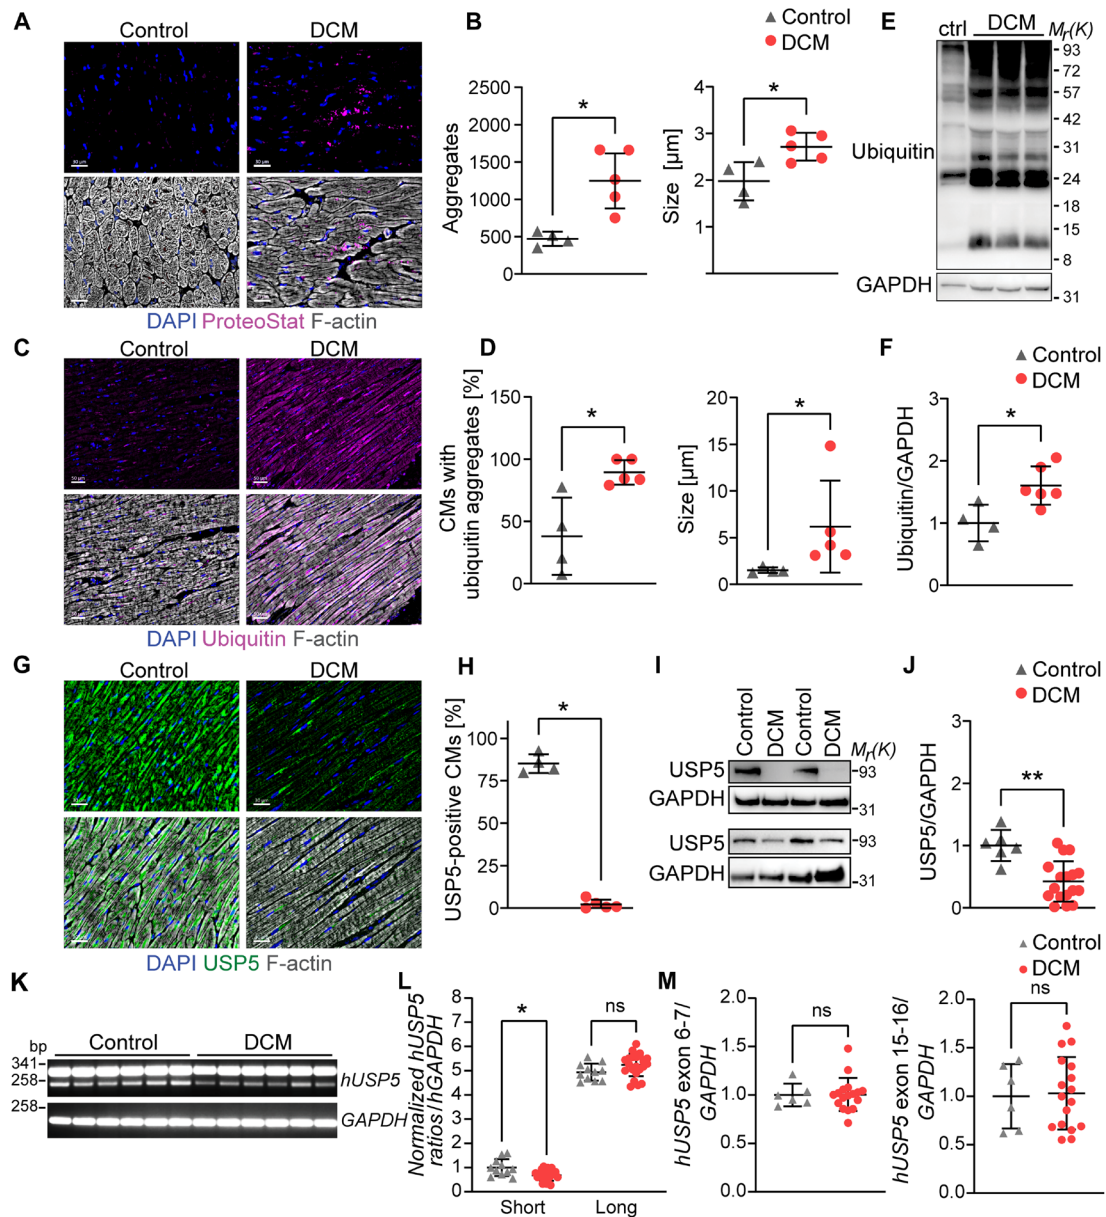 A
Control
DCM
30 µm
30 µm
DAPI ProteoStat F-actin
B
Control
DCM
Aggregates
2500
2000
1500
1000
500
0
*
Size [µm]
4
3
2
1
*
E
ctrl
DCM
Mr(K)
Ubiquitin
93
72
57
42
31
24
18
15
8
GAPDH
31
C
Control
DCM
50 µm
50 µm
DAPI Ubiquitin F-actin
D
CMs with
ubiquitin aggregates [%]
150
100
50
0
*
Size [µm]
20
15
10
5
0
*
F
Control
DCM
Ubiquitin/GAPDH
3
2
1
0
*
G
Control
DCM
DAPI USP5 F-actin
H
USP5-positive CMs [%]
100
75
50
25
0
*
I
Control
DCM
Control
DCM
Mr(K)
USP5
93
GAPDH
31
USP5
93
GAPDH
31
J
Control
DCM
USP5/GAPDH
3
2
1
0
**
K
bp
Control
DCM
341
258
hUSP5
258
GAPDH
L
Normalized hUSP5
ratios/hGAPDH
8
7
6
5
4
3
2
1
0
*
ns
Short
Long
M
Control
DCM
hUSP5 exon 6-7/
GAPDH
2.0
1.5
1.0
0.5
0.0
ns
hUSP5 exon 15-16/
GAPDH
2.0
1.5
1.0
0.5
0.0
ns